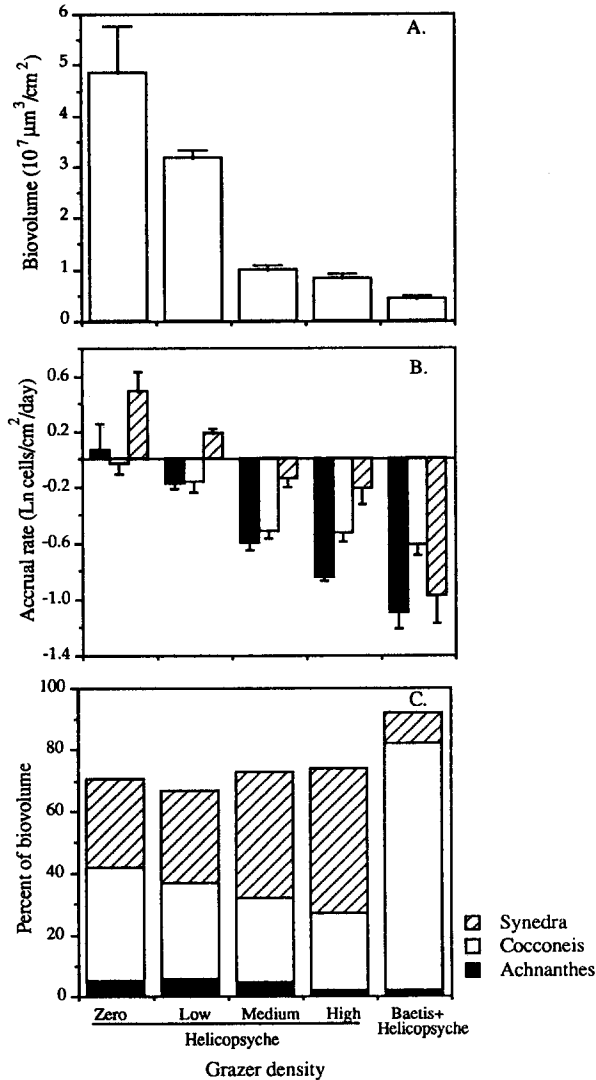 A.
Biovolume (10⁷ μm³/cm²)
6
5
4
3
2
1
0
B.
Accrual rate (Ln cells/cm²/day)
0.6
0.2
-0.2
-0.6
-1.0
-1.4
C.
Percent of biovolume
100
80
60
40
20
0
Synedra
Cocconeis
Achnanthes
Zero Low Medium High Baetis+
Helicopsyche
Helicopsyche
Grazer density